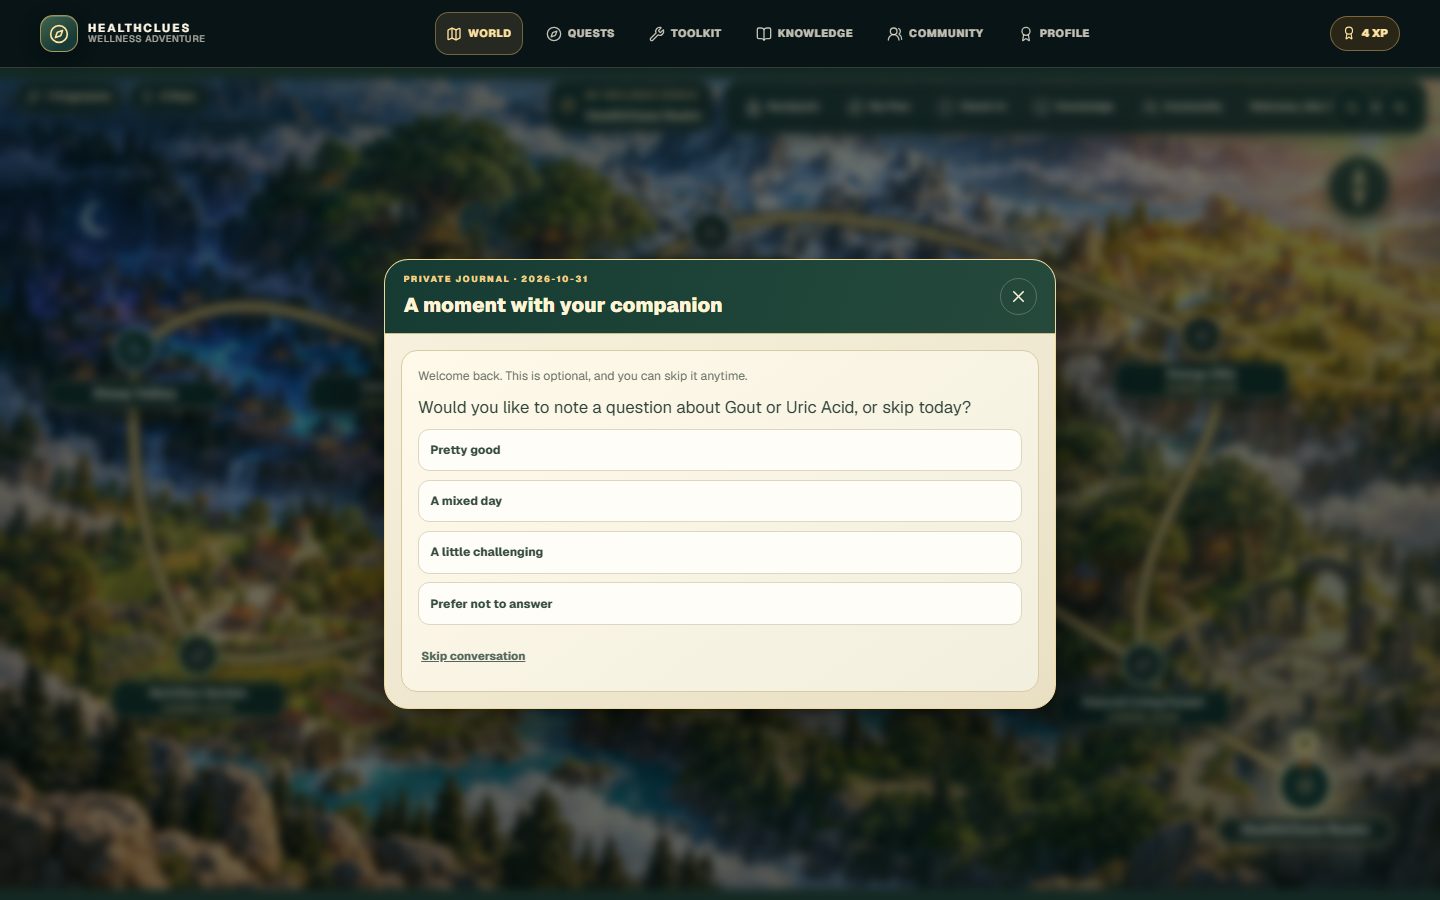 HEALTHCLUES
WELLNESS ADVENTURE
WORLD
QUESTS
TOOLKIT
KNOWLEDGE
COMMUNITY
PROFILE
4 XP
PRIVATE JOURNAL · 2026-10-31
A moment with your companion
Welcome back. This is optional, and you can skip it anytime.
Would you like to note a question about Gout or Uric Acid, or skip today?
Pretty good
A mixed day
A little challenging
Prefer not to answer
Skip conversation